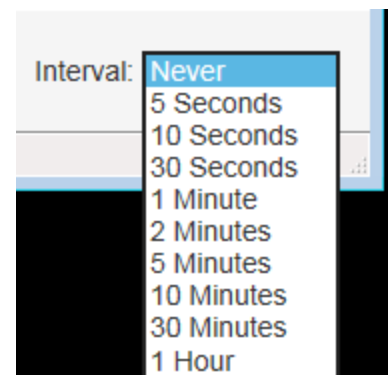 Interval: Never
5 Seconds
10 Seconds
30 Seconds
1 Minute
2 Minutes
5 Minutes
10 Minutes
30 Minutes
1 Hour